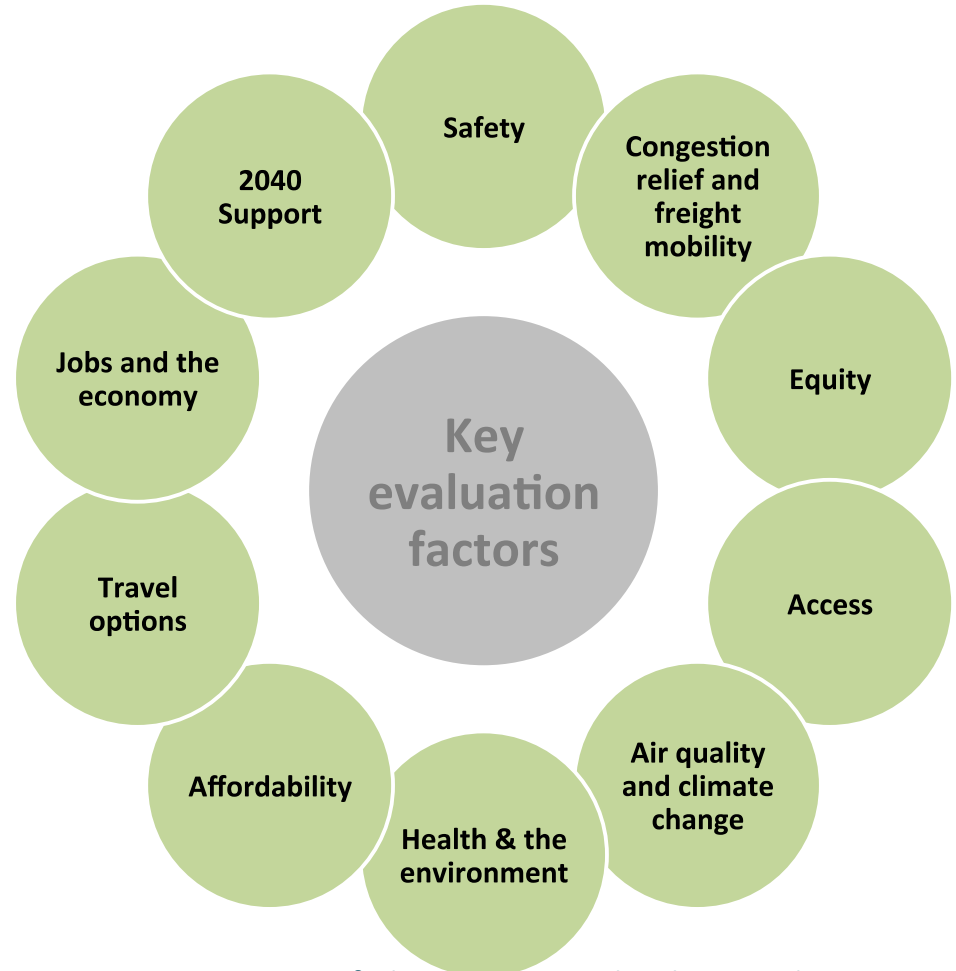 Safety
Congestion
relief and
freight
mobility
Equity
Access
Air quality
and climate
change
Health & the
environment
Affordability
Travel
options
Jobs and the
economy
2040
Support
Key
evaluation
factors